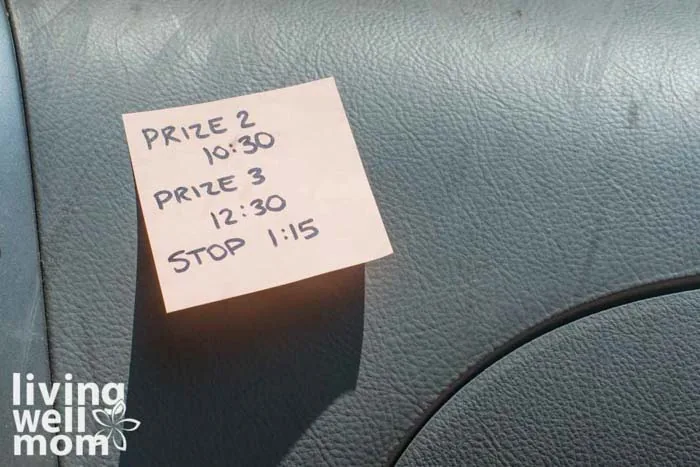 PRIZE 2
10:30
PRIZE 3
12:30
STOP 1:15
living
well
mom